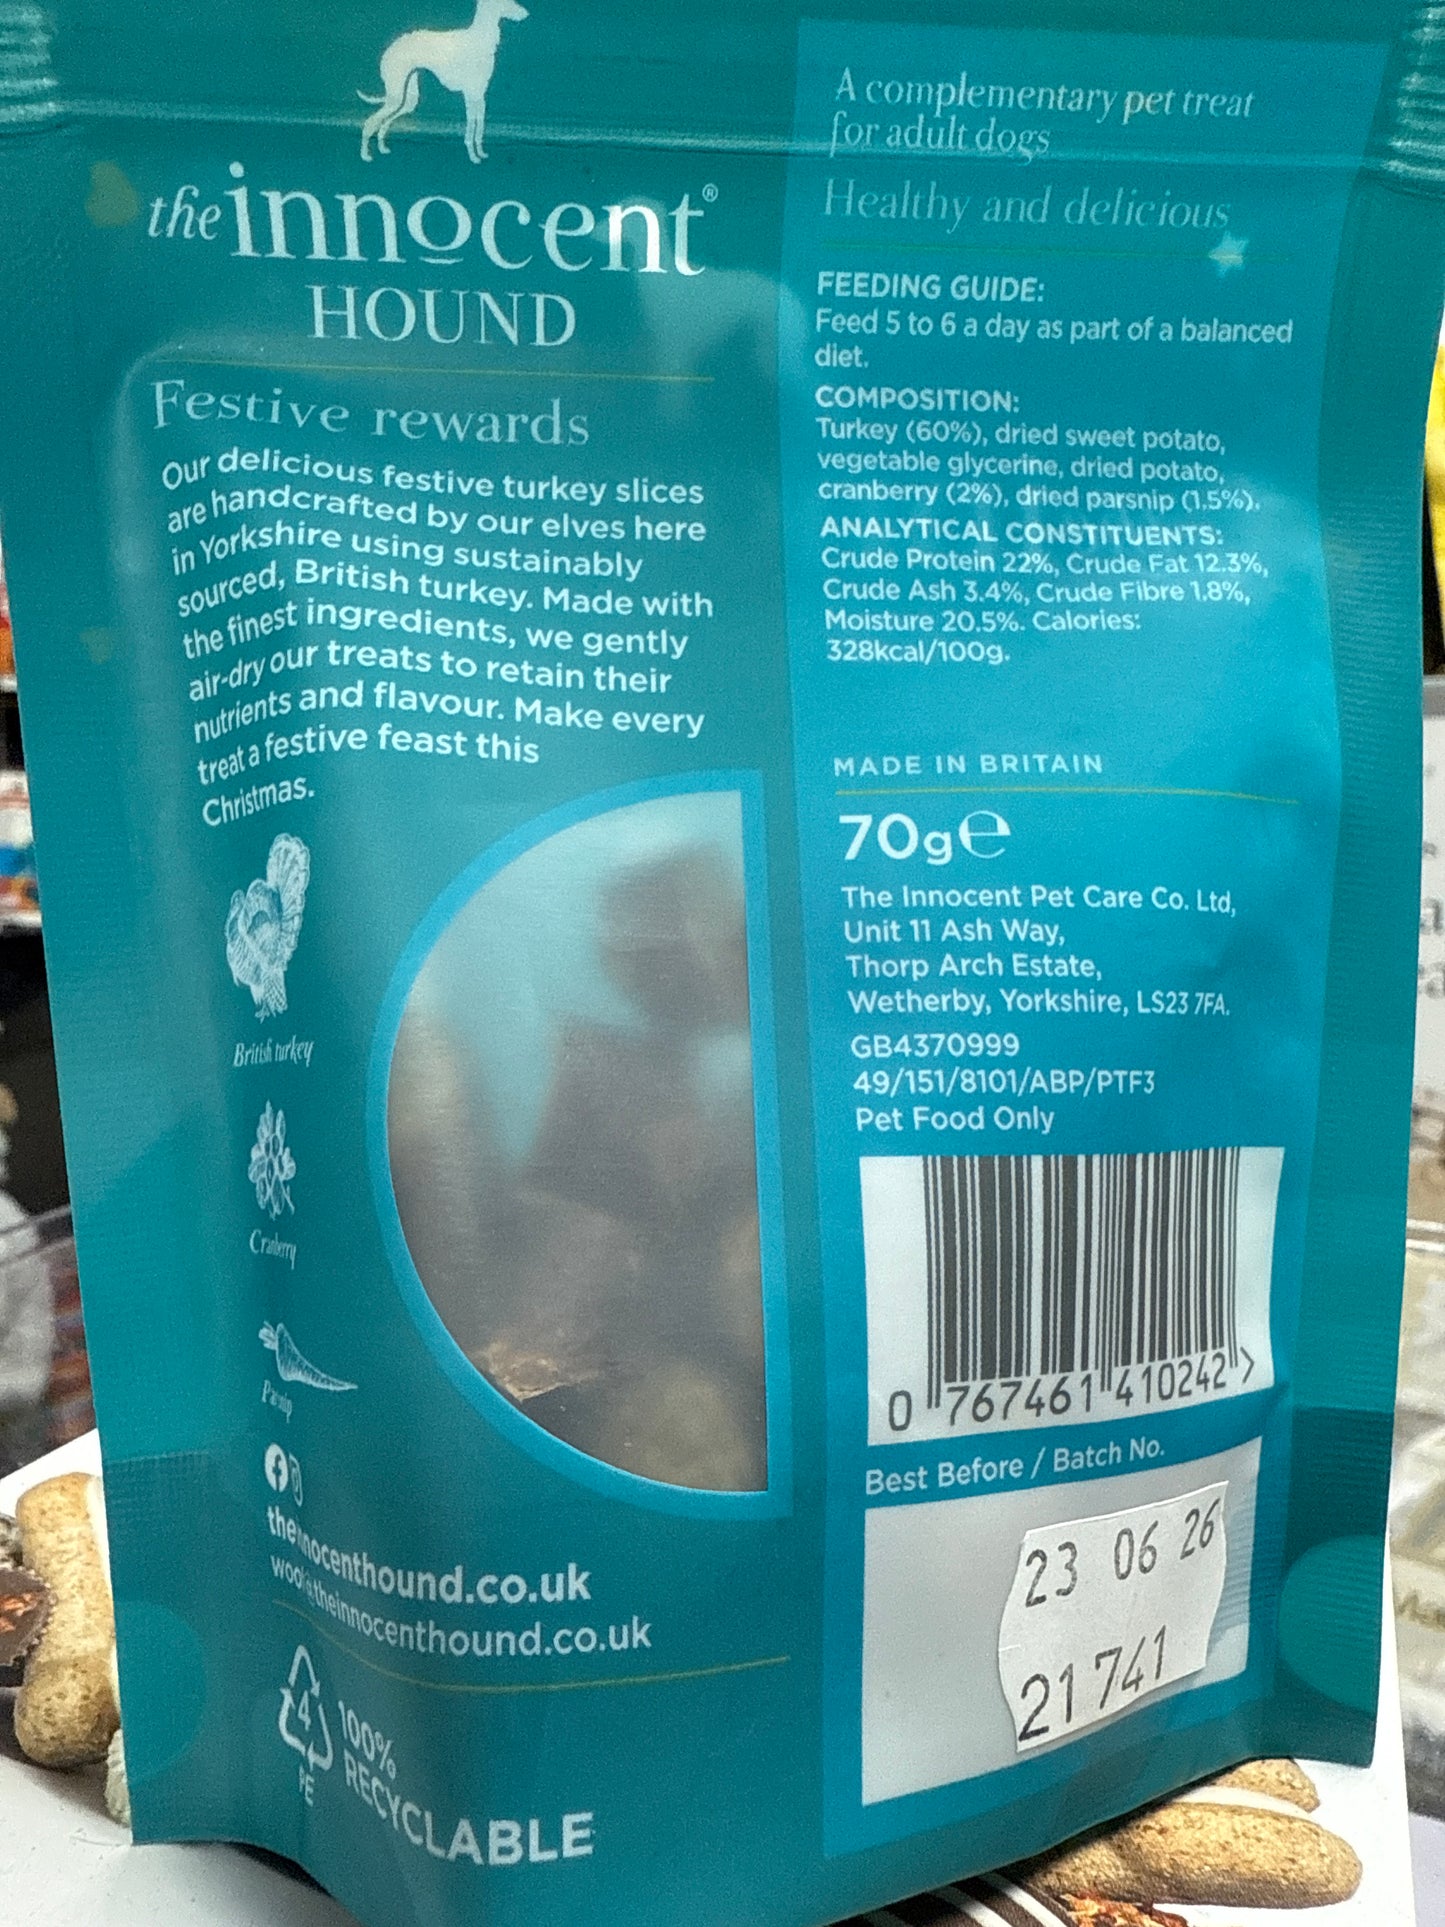 the innocent®
HOUND
Festive rewards
Our delicious festive turkey slices
are handcrafted by our elves here
in Yorkshire using sustainably
sourced, British turkey. Made with
the finest ingredients, we gently
air-dry our treats to retain their
nutrients and flavour. Make every
treat a festive feast this
Christmas.
British turkey
Cranberry
Parsnip
theinnocenthound.co.uk
woof@theinnocenthound.co.uk
4
PE
100%
RECYCLABLE
A complementary pet treat
for adult dogs
Healthy and delicious
FEEDING GUIDE:
Feed 5 to 6 a day as part of a balanced
diet.
COMPOSITION:
Turkey (60%), dried sweet potato,
vegetable glycerine, dried potato,
cranberry (2%), dried parsnip (1.5%).
ANALYTICAL CONSTITUENTS:
Crude Protein 22%, Crude Fat 12.3%,
Crude Ash 3.4%, Crude Fibre 1.8%,
Moisture 20.5%. Calories:
328kcal/100g.
MADE IN BRITAIN
70g℮
The Innocent Pet Care Co. Ltd,
Unit 11 Ash Way,
Thorp Arch Estate,
Wetherby, Yorkshire, LS23 7FA.
GB4370999
49/151/8101/ABP/PTF3
Pet Food Only
0 767461 410242 >
Best Before / Batch No.
23 06 26
21741